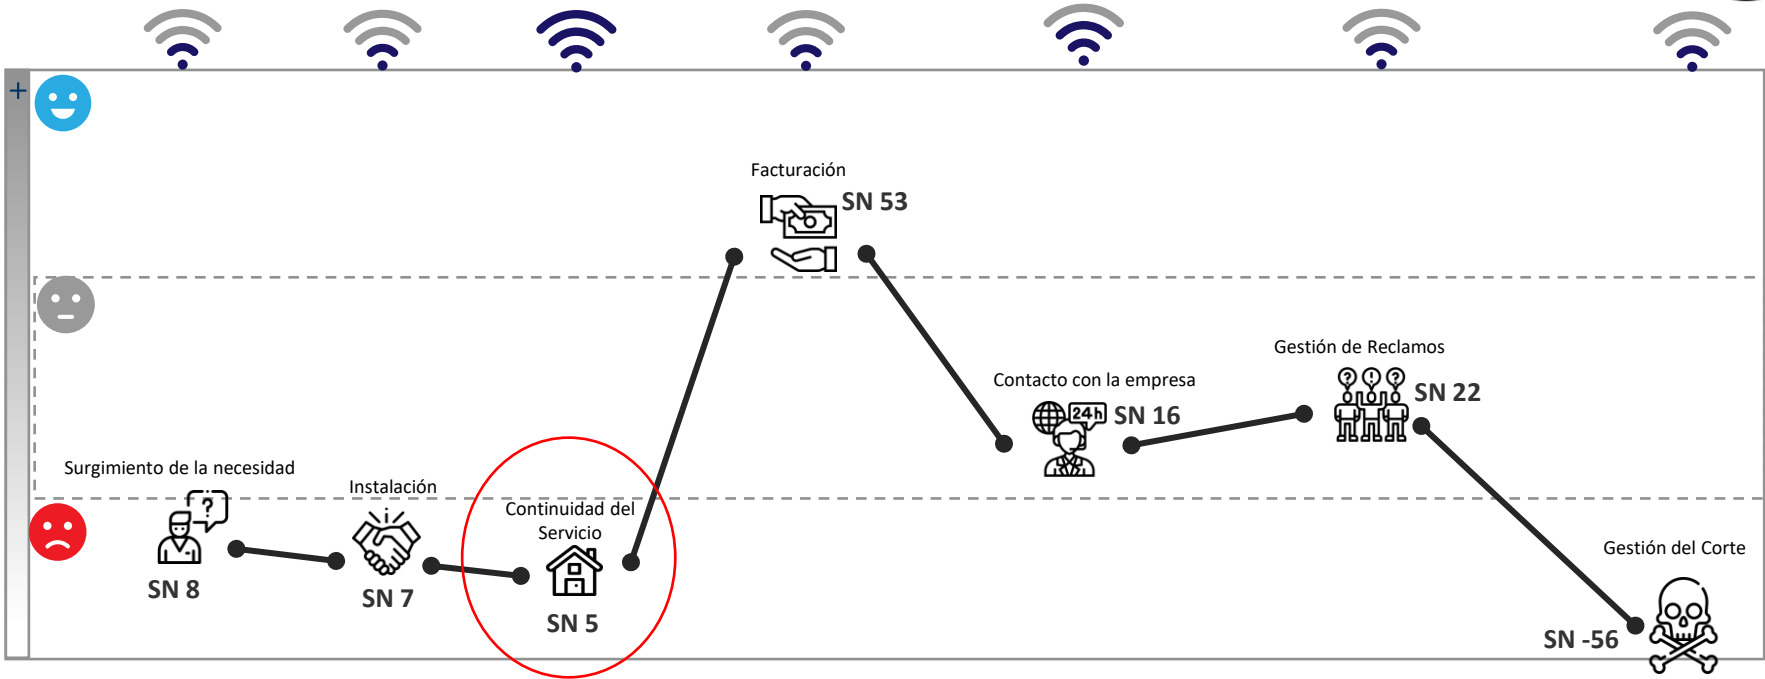 +
Facturación
SN 53
Gestión de Reclamos
? ! ?
SN 22
Contacto con la empresa
24h
SN 16
Surgimiento de la necesidad
?
SN 8
Instalación
SN 7
Continuidad del
Servicio
SN 5
Gestión del Corte
SN -56